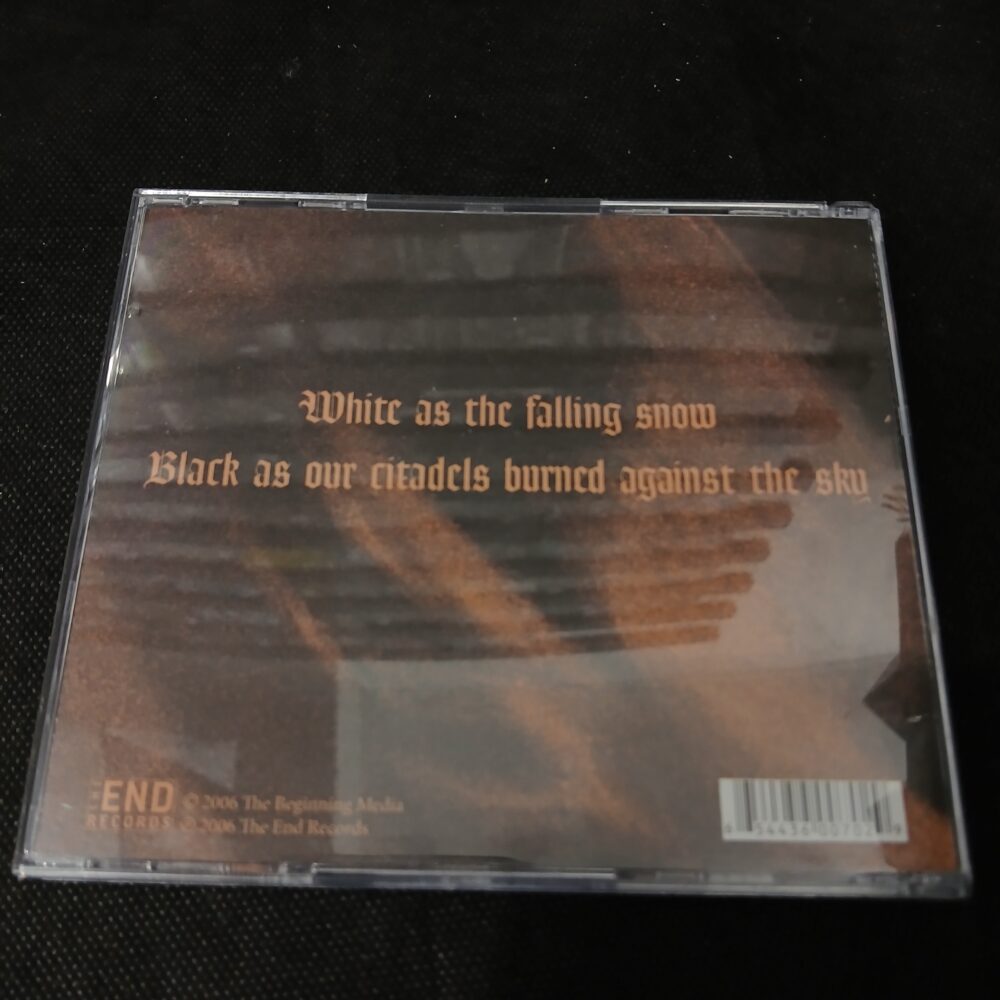 White as the falling snow
Black as our citadels burned against the sky
END
RECORDS
© 2006 The Beginning Media
℗ 2006 The End Records